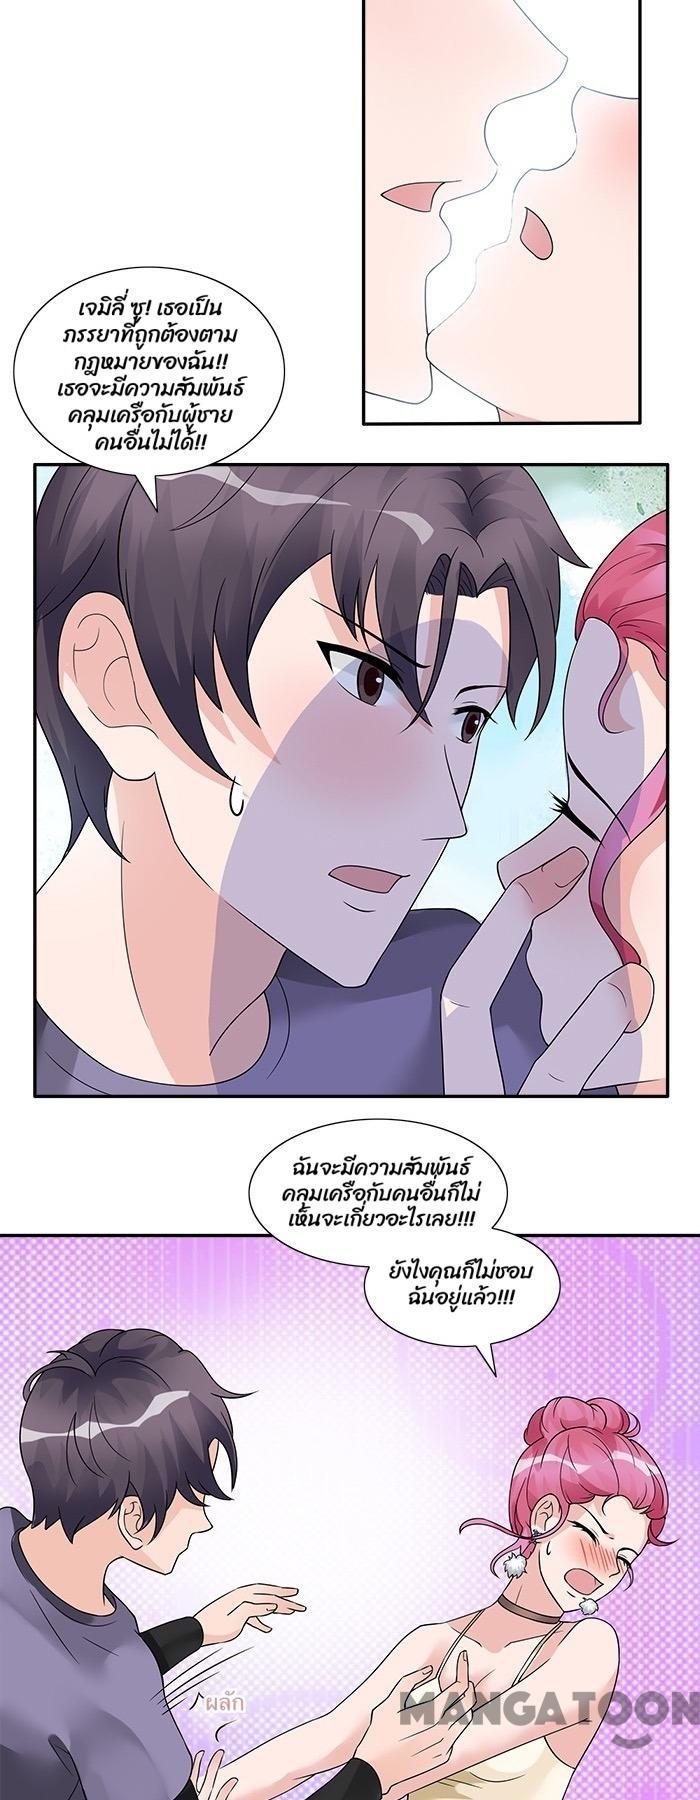 เจมิลี่ ซู! เธอเป็น
ภรรยาที่ถูกต้องตาม
กฎหมายของฉัน!!
เธอจะมีความสัมพันธ์
คลุมเครือกับผู้ชาย
คนอื่นไม่ได้!!
ฉันจะมีความสัมพันธ์
คลุมเครือกับคนอื่นก็ไม่
เห็นจะเกี่ยวอะไรเลย!!!
ยังไงคุณก็ไม่ชอบ
ฉันอยู่แล้ว!!!
ผลัก
MANGATOON